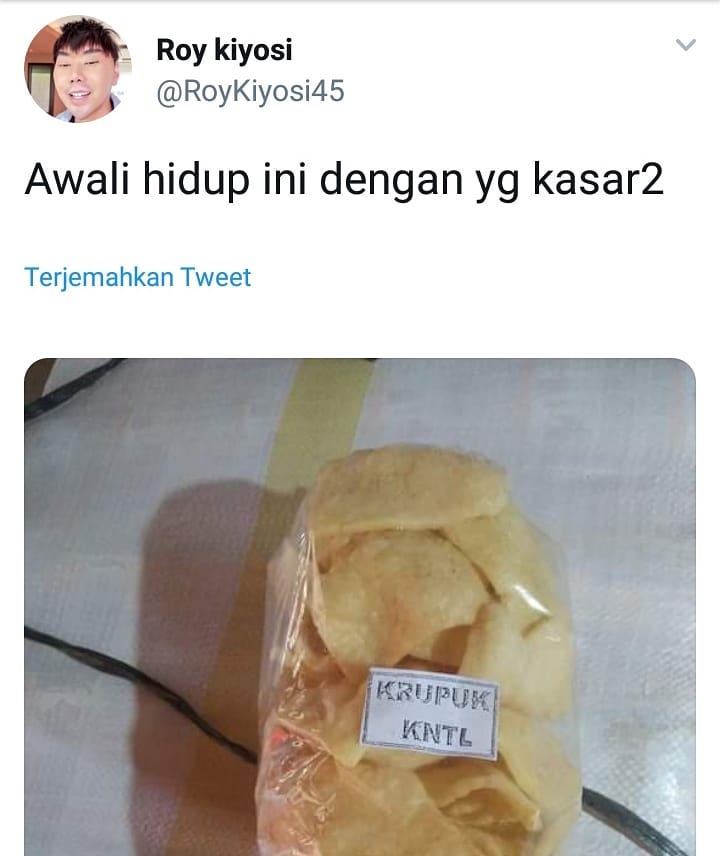 Roy kiyosi
@RoyKiyosi45
Awali hidup ini dengan yg kasar2
Terjemahkan Tweet
KRUPUK
KNTL